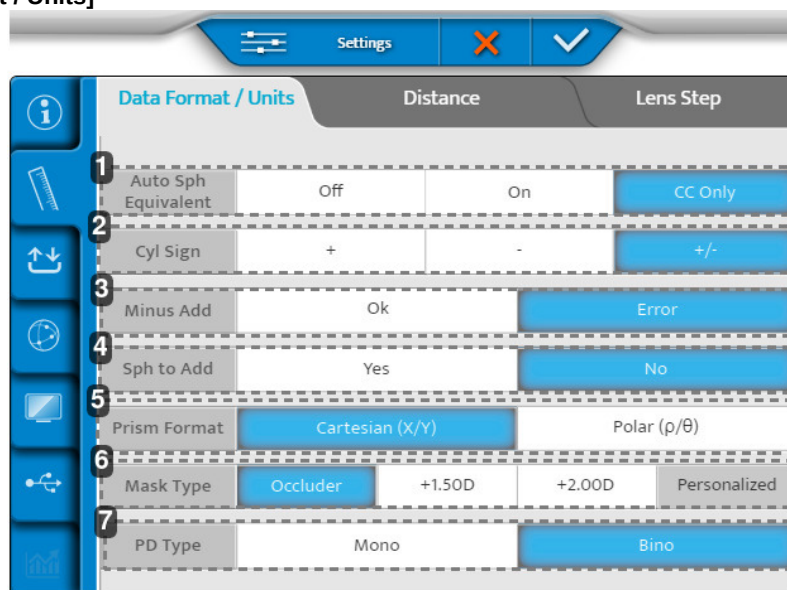 t / Units]
Settings
Data Format / Units Distance Lens Step
1
Auto Sph Equivalent Off On CC Only
2
Cyl Sign + - +/-
3
Minus Add Ok Error
4
Sph to Add Yes No
5
Prism Format Cartesian (X/Y) Polar (ρ/θ)
6
Mask Type Occluder +1.50D +2.00D Personalized
7
PD Type Mono Bino